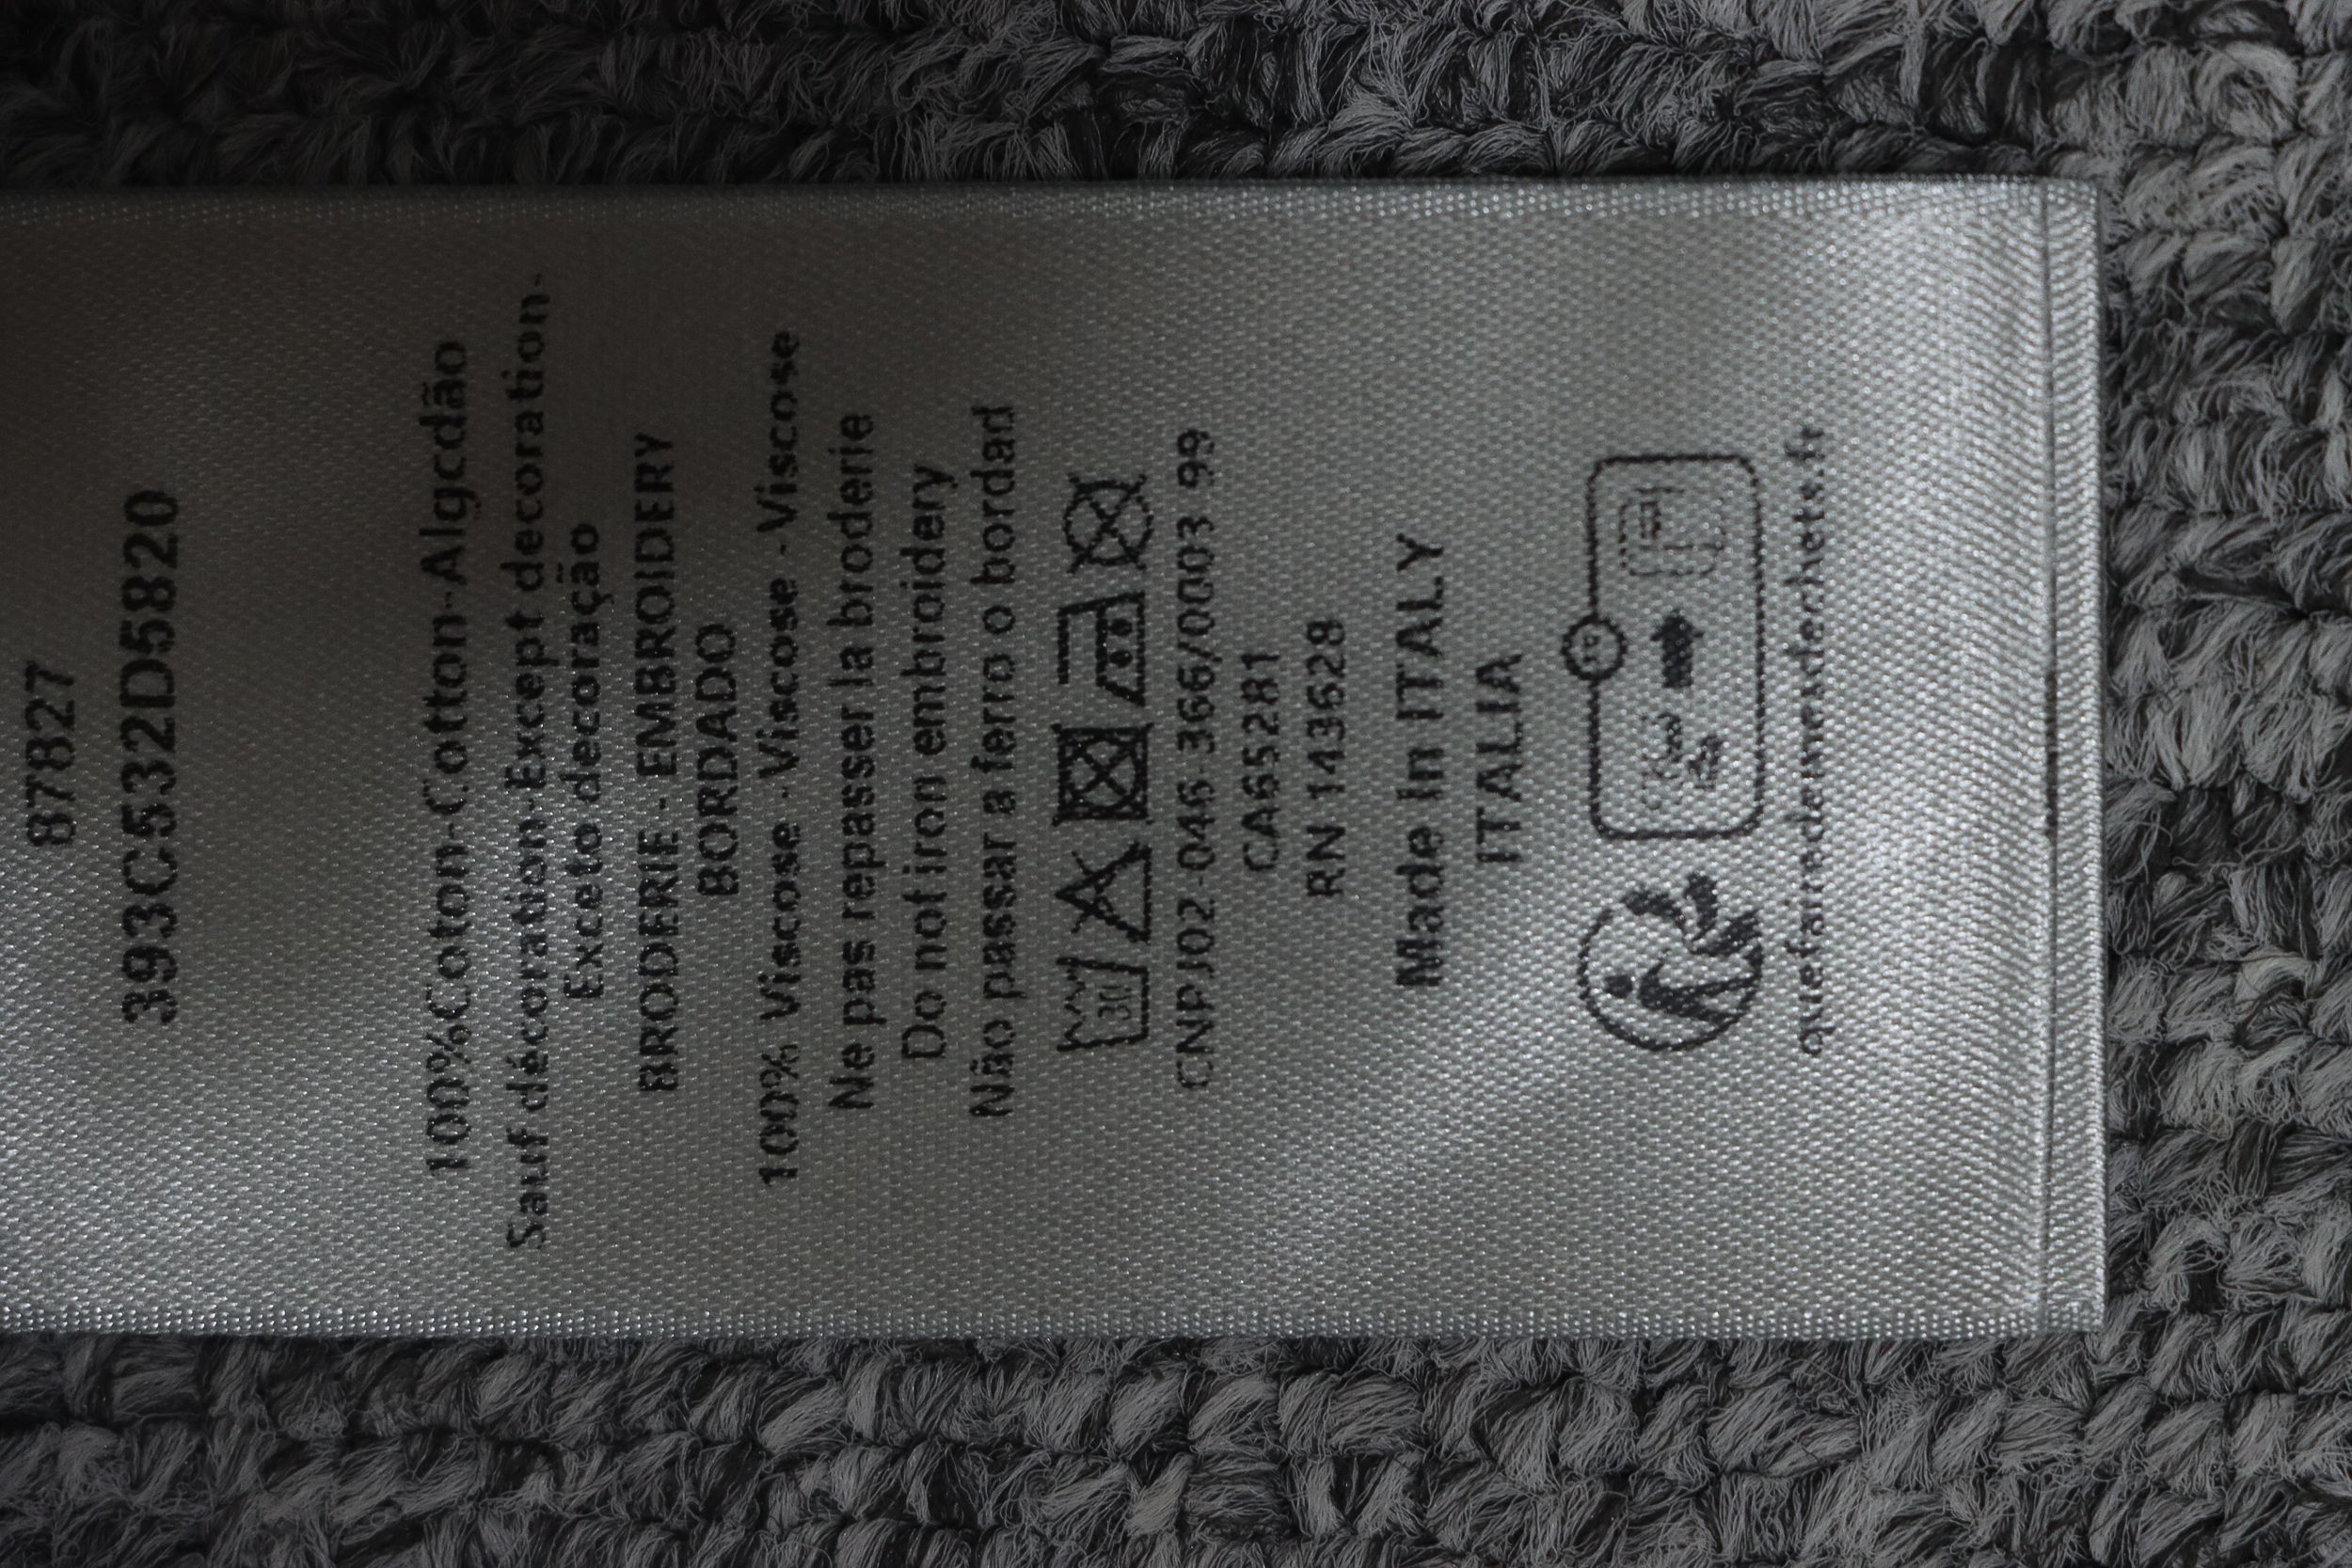 87827
393C532D5820
100%Coton-Cotton-Algodão
Sauf décoration-Except decoration-
Exceto decoração
BRODERIE - EMBROIDERY
BORDADO
100% Viscose -Viscose -Viscose
Ne pas repasser la broderie
Do not iron embroidery
Não passar a ferro o bordad
30
CNPJ02-046-366/0003 99
CA65281
RN 143628
Made in ITALY
ITALIA
FR
quefairedemesdechets.fr